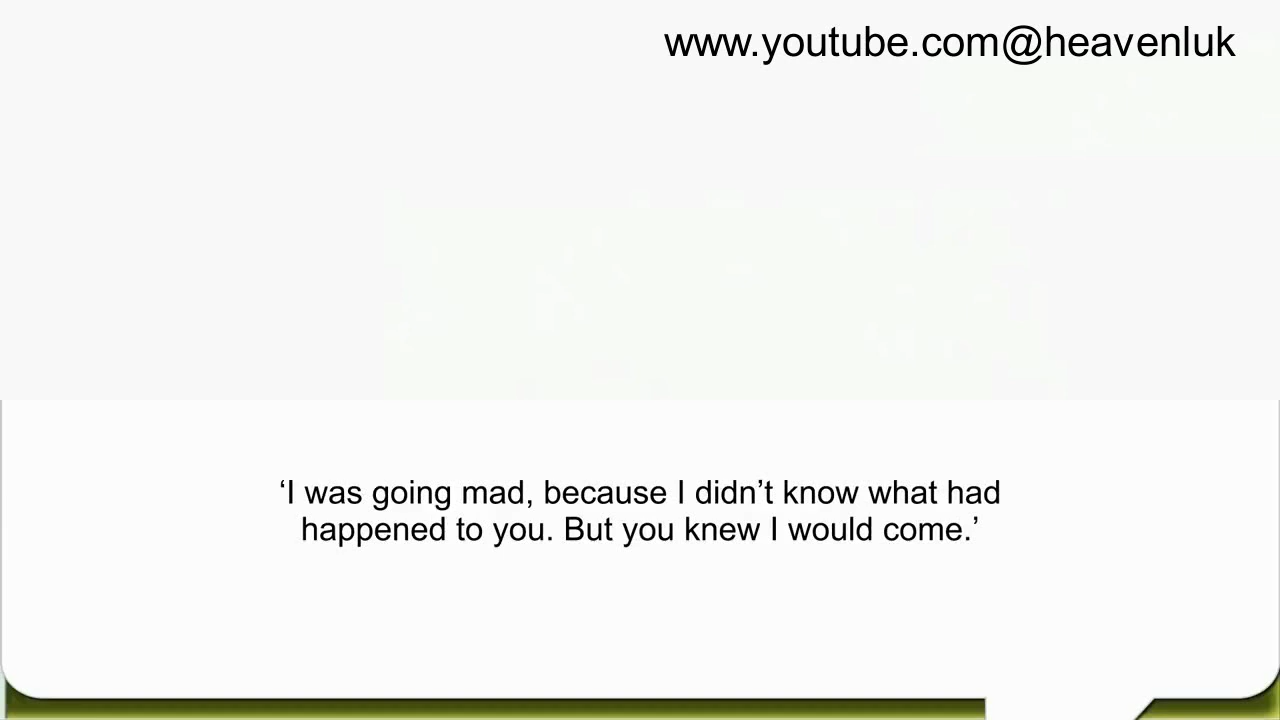 www.youtube.com@heavenluk
‘I was going mad, because I didn’t know what had
happened to you. But you knew I would come.’